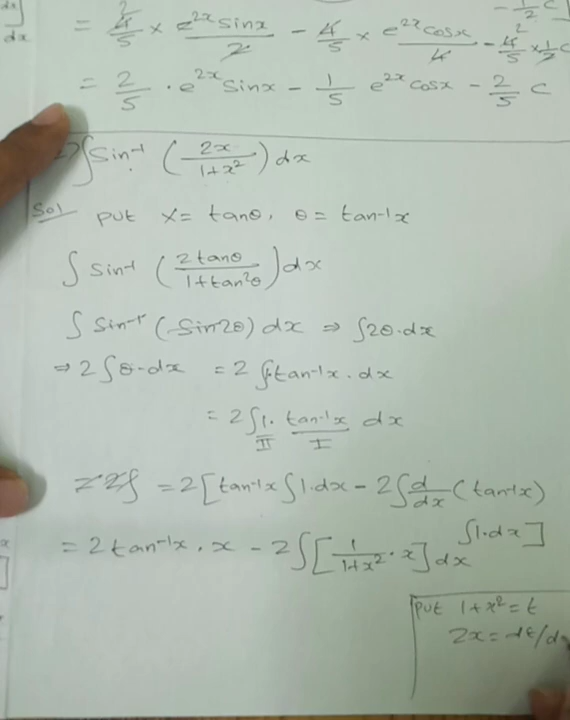 dx
= 4/5 × e^2x sinx / 2 − 4/5 × e^2x cosx / 4 − 4/5 × 1/2 c
= 2/5 · e^2x sinx − 1/5 e^2x cosx − 2/5 c
∫ sin⁻¹ (2x / 1+x²) dx
Sol put x = tanθ, θ = tan⁻¹x
∫ sin⁻¹ (2tanθ / 1+tan²θ) dx
∫ sin⁻¹ (sin2θ) dx ⇒ ∫2θ·dx
⇒ 2∫θ·dx = 2∫tan⁻¹x·dx
= 2∫1· tan⁻¹x dx
II I
= 2[tan⁻¹x ∫1·dx − 2∫ d/dx (tan⁻¹x)
∫1·dx]
= 2tan⁻¹x · x − 2∫[1 / 1+x² · x] dx
put 1+x² = t
2x = dt/d